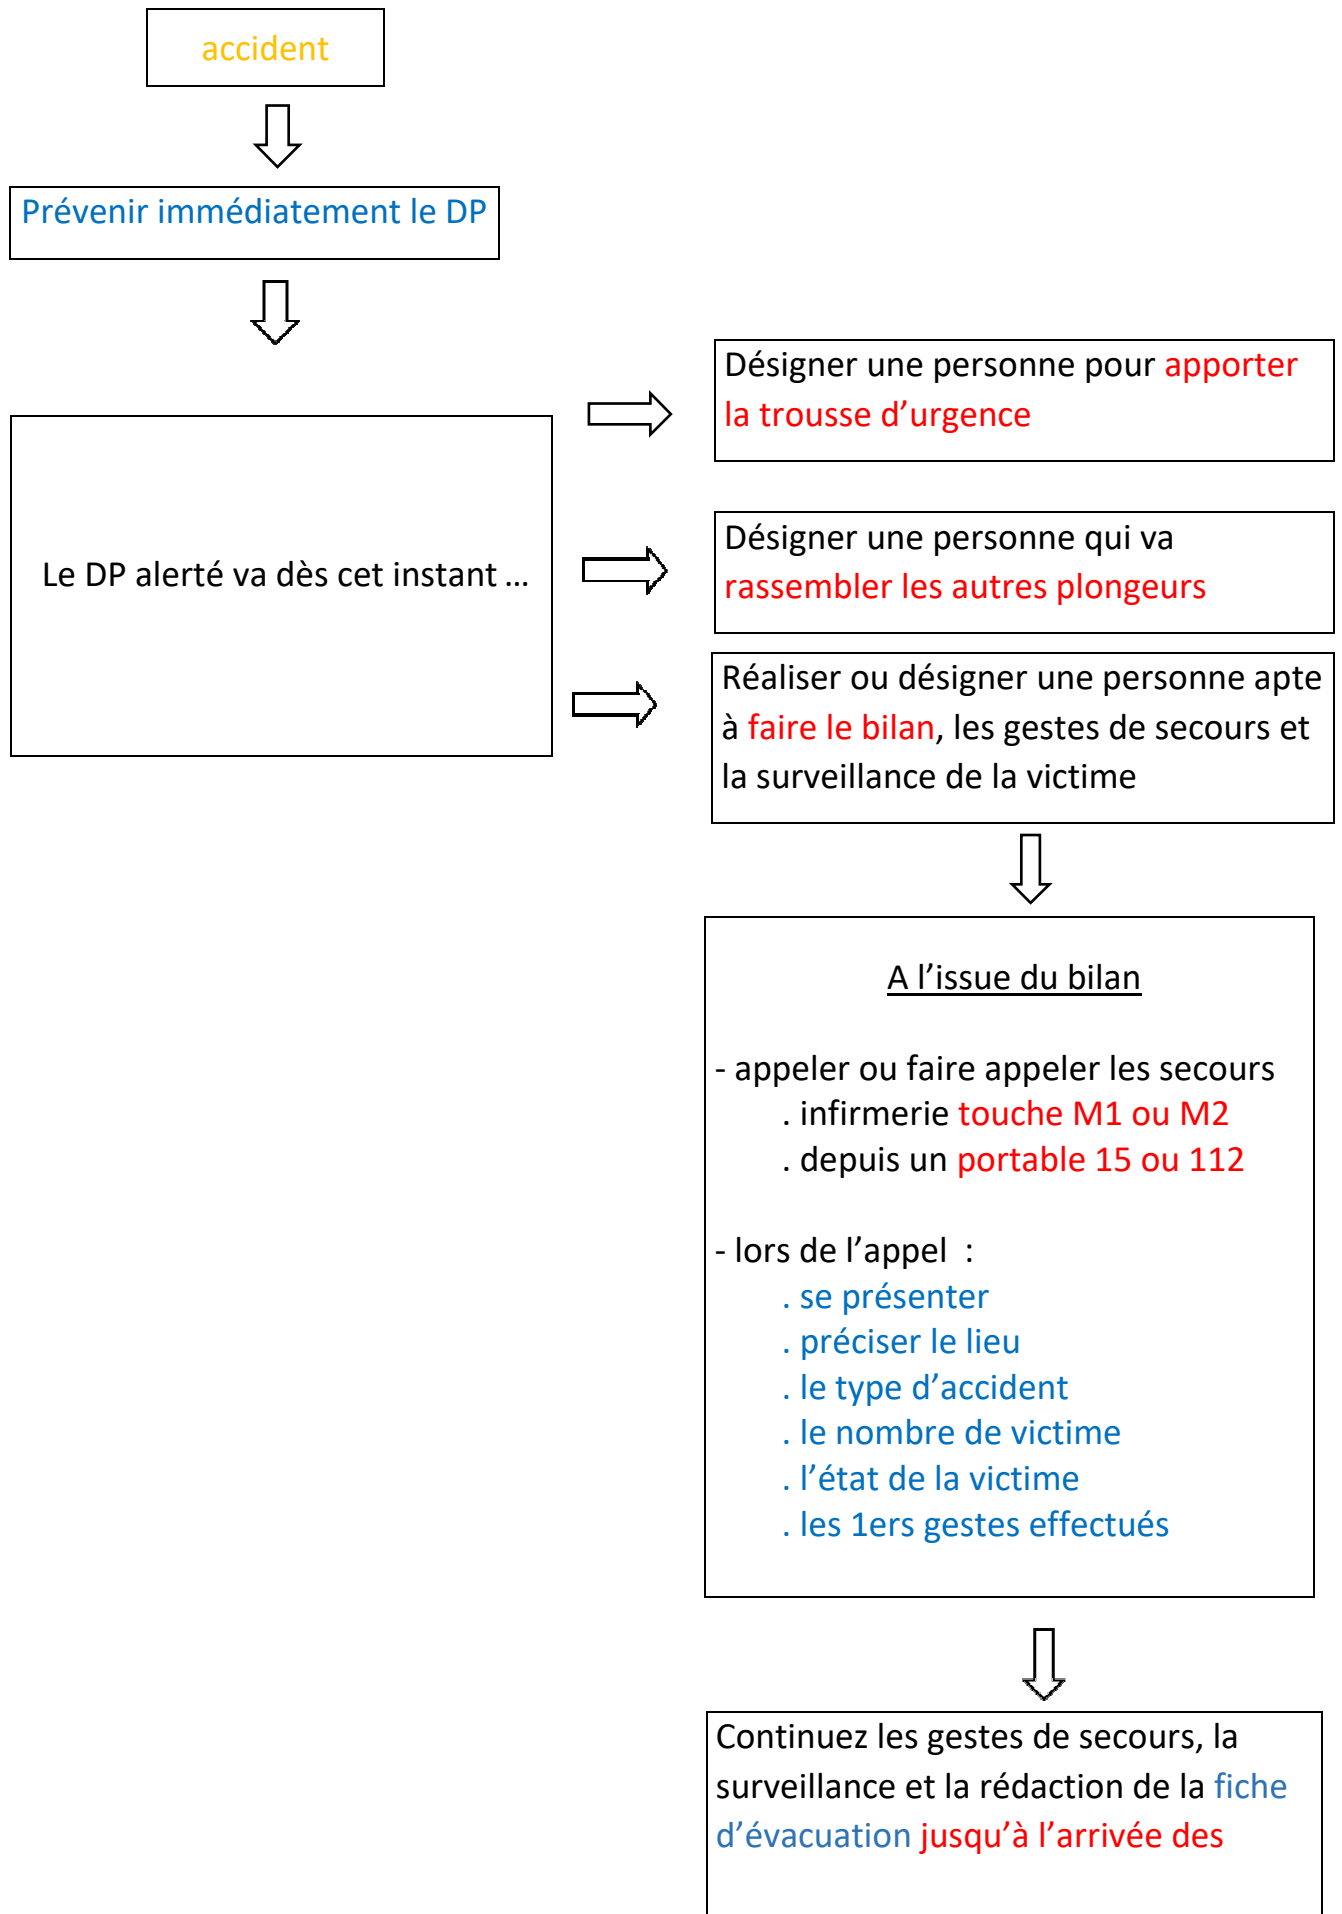 accident
Prévenir immédiatement le DP
Le DP alerté va dès cet instant ...
Désigner une personne pour apporter
la trousse d’urgence
Désigner une personne qui va
rassembler les autres plongeurs
Réaliser ou désigner une personne apte
à faire le bilan, les gestes de secours et
la surveillance de la victime
A l’issue du bilan
- appeler ou faire appeler les secours
. infirmerie touche M1 ou M2
. depuis un portable 15 ou 112
- lors de l’appel :
. se présenter
. préciser le lieu
. le type d’accident
. le nombre de victime
. l’état de la victime
. les 1ers gestes effectués
Continuez les gestes de secours, la
surveillance et la rédaction de la fiche
d’évacuation jusqu’à l’arrivée des